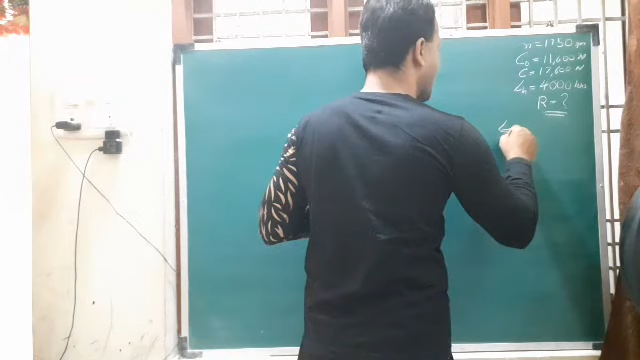 n = 1750 rpm
C₀ = 11,600 N
C = 17,600 N
Lₕ = 4000 hrs
R = ?
L